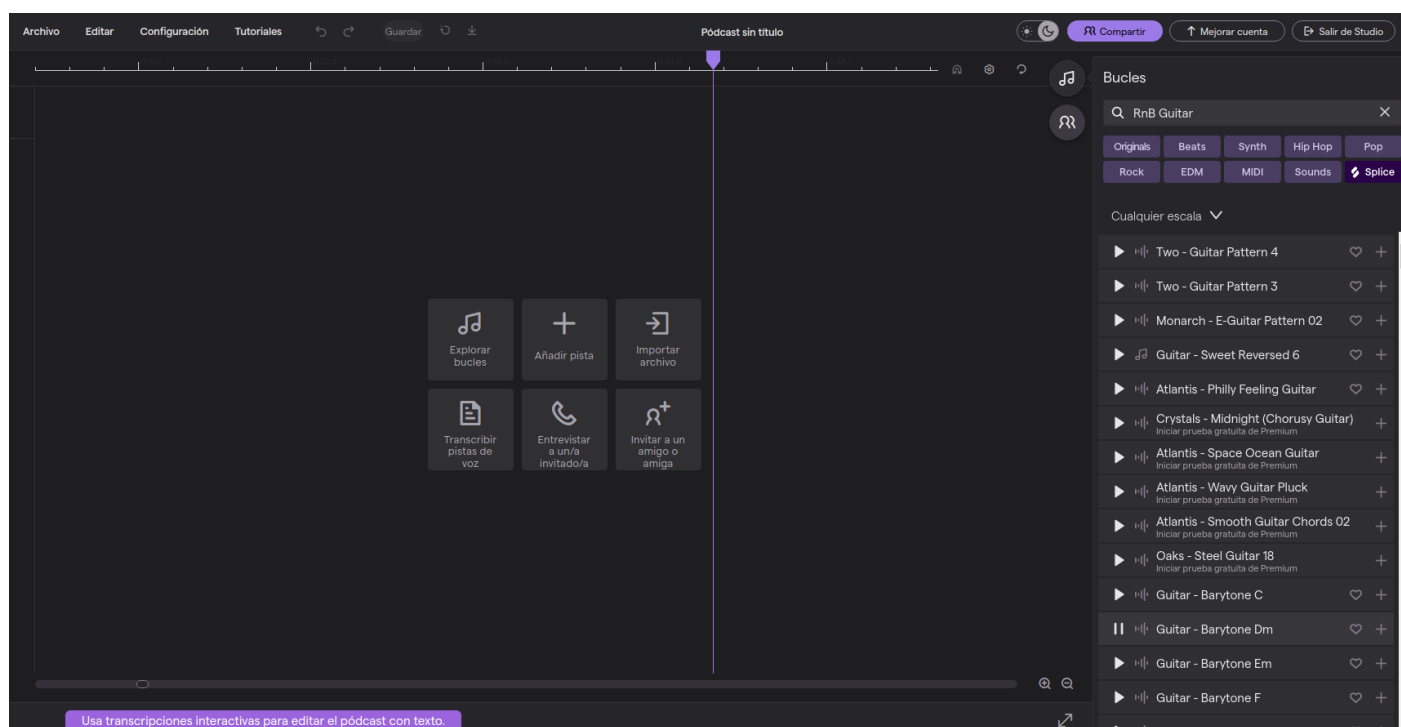 Archivo Editar Configuración Tutoriales Guardar Pódcast sin título Compartir Mejorar cuenta Salir de Studio
Bucles
RnB Guitar
Originals Beats Synth Hip Hop Pop
Rock EDM MIDI Sounds Splice
Cualquier escala
Two - Guitar Pattern 4
Two - Guitar Pattern 3
Monarch - E-Guitar Pattern 02
Guitar - Sweet Reversed 6
Atlantis - Philly Feeling Guitar
Crystals - Midnight (Chorusy Guitar)
Iniciar prueba gratuita de Premium
Atlantis - Space Ocean Guitar
Iniciar prueba gratuita de Premium
Atlantis - Wavy Guitar Pluck
Iniciar prueba gratuita de Premium
Atlantis - Smooth Guitar Chords 02
Iniciar prueba gratuita de Premium
Oaks - Steel Guitar 18
Iniciar prueba gratuita de Premium
Guitar - Barytone C
Guitar - Barytone Dm
Guitar - Barytone Em
Guitar - Barytone F
Explorar
bucles
Añadir pista
Importar
archivo
Transcribir
pistas de
voz
Entrevistar
a un/a
invitado/a
Invitar a un
amigo o
amiga
Usa transcripciones interactivas para editar el pódcast con texto.